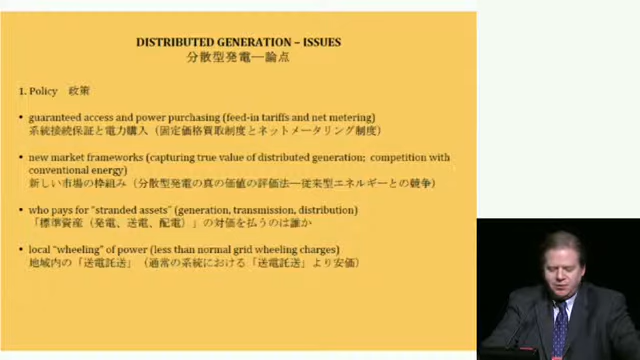 DISTRIBUTED GENERATION – ISSUES
分散型発電—論点
1. Policy 政策
• guaranteed access and power purchasing (feed-in tariffs and net metering)
系統接続保証と電力購入（固定価格買取制度とネットメータリング制度）
• new market frameworks (capturing true value of distributed generation; competition with
conventional energy)
新しい市場の枠組み（分散型発電の真の価値の評価法—従来型エネルギーとの競争）
• who pays for "stranded assets" (generation, transmission, distribution)
「標準資産（発電、送電、配電）」の対価を払うのは誰か
• local "wheeling" of power (less than normal grid wheeling charges)
地域内の「送電託送」（通常の系統における「送電託送」より安価）